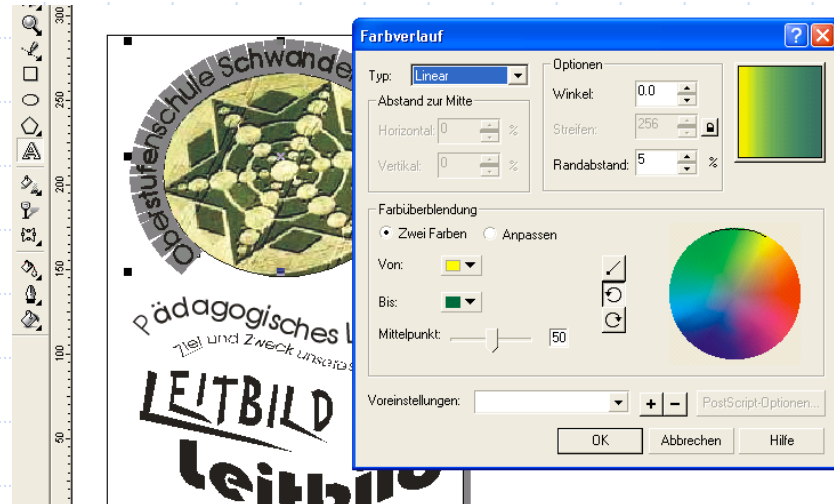 Farbverlauf
Typ: Linear
Abstand zur Mitte
Horizontal: 0 %
Vertikal: 0 %
Optionen
Winkel: 0.0
Streifen: 256
Randabstand: 5 %
Farbüberblendung
Zwei Farben Anpassen
Von:
Bis:
Mittelpunkt: 50
Voreinstellungen:
+ − PostScript-Optionen...
OK Abbrechen Hilfe
300
250
200
150
100
50
Oberstufenschule Schwande
Pädagogisches L
Ziel und Zweck unseres
LEITBILD
Leitbild